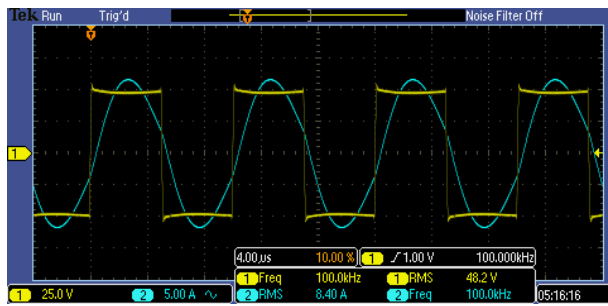 Tek Run Trig'd Noise Filter Off
T
T
1
4.00µs 10.00 % 1 ∫1.00 V 100.000kHz
1 Freq 100.0kHz 1 RMS 48.2 V
2 RMS 8.40 A 2 Freq 100.0kHz
1 25.0 V 2 5.00 A ∿ 05:16:16